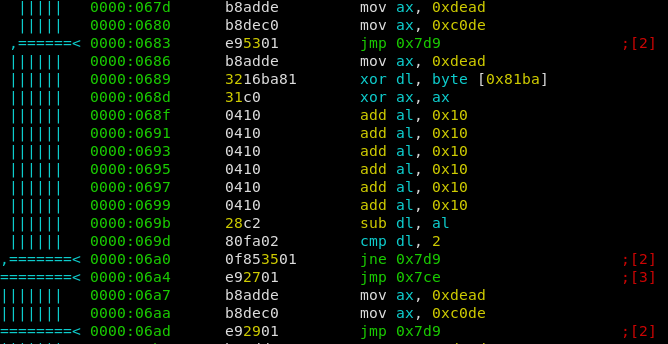 ||||| 0000:067d b8adde mov ax, 0xdead
||||| 0000:0680 b8dec0 mov ax, 0xc0de
,======< 0000:0683 e95301 jmp 0x7d9 ;[2]
|||||| 0000:0686 b8adde mov ax, 0xdead
|||||| 0000:0689 3216ba81 xor dl, byte [0x81ba]
|||||| 0000:068d 31c0 xor ax, ax
|||||| 0000:068f 0410 add al, 0x10
|||||| 0000:0691 0410 add al, 0x10
|||||| 0000:0693 0410 add al, 0x10
|||||| 0000:0695 0410 add al, 0x10
|||||| 0000:0697 0410 add al, 0x10
|||||| 0000:0699 0410 add al, 0x10
|||||| 0000:069b 28c2 sub dl, al
|||||| 0000:069d 80fa02 cmp dl, 2
,=======< 0000:06a0 0f853501 jne 0x7d9 ;[2]
========< 0000:06a4 e92701 jmp 0x7ce ;[3]
||||||| 0000:06a7 b8adde mov ax, 0xdead
||||||| 0000:06aa b8dec0 mov ax, 0xc0de
========< 0000:06ad e92901 jmp 0x7d9 ;[2]